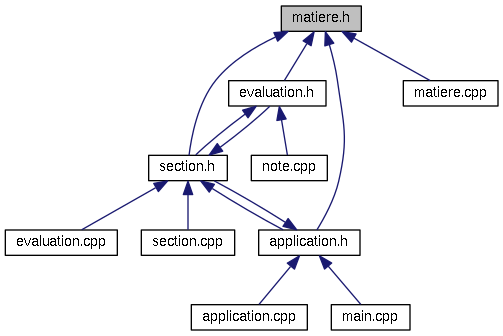 matiere.h
evaluation.h
matiere.cpp
section.h
note.cpp
evaluation.cpp
section.cpp
application.h
application.cpp
main.cpp